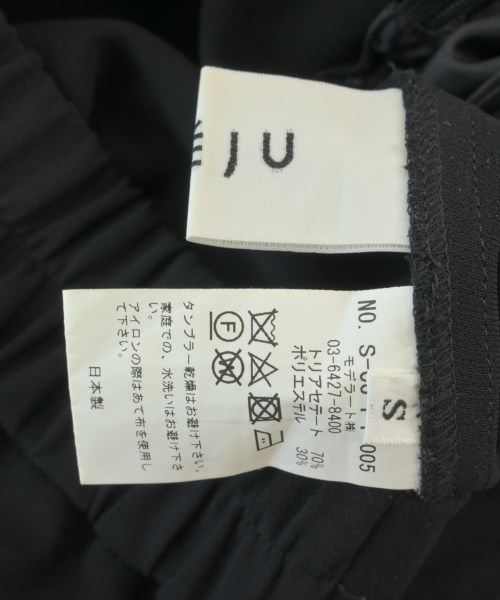 U
NO. S-
005
S
モデラート㈱
03-6427-8400
トリアセテート 70%
ポリエステル 30%
タンブラー乾燥はお避け下さい。
家庭での、水洗いはお避け下さ
い。
アイロンの際はあて布を使用し
て下さい。
日本製